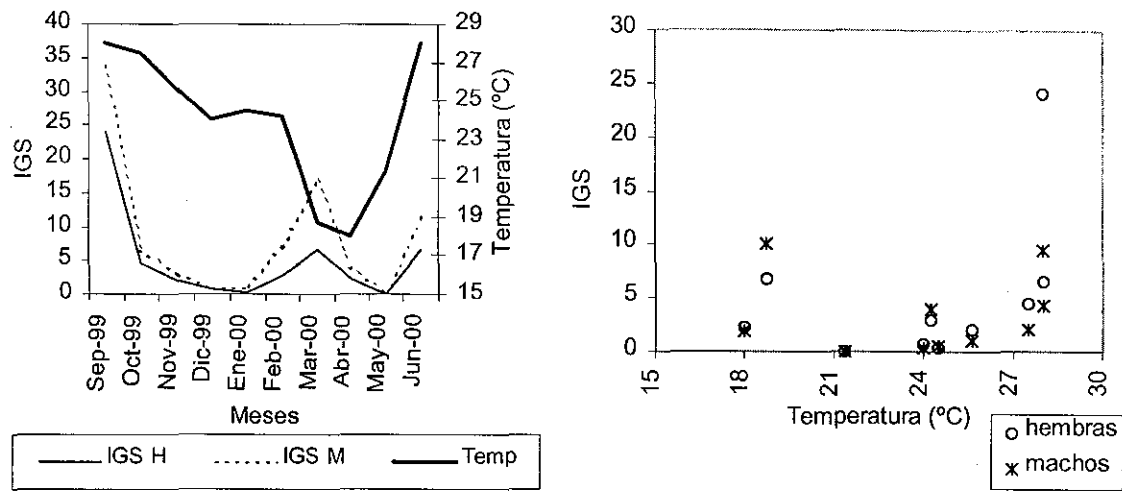 40
35
30
25
20
15
10
5
0
IGS
29
27
25
23
21
19
17
15
Temperatura (ºC)
Sep-99
Oct-99
Nov-99
Dic-99
Ene-00
Feb-00
Mar-00
Abr-00
May-00
Jun-00
Meses
IGS H
IGS M
Temp
30
25
20
15
10
5
0
IGS
15
18
21
24
27
30
Temperatura (ºC)
hembras
machos